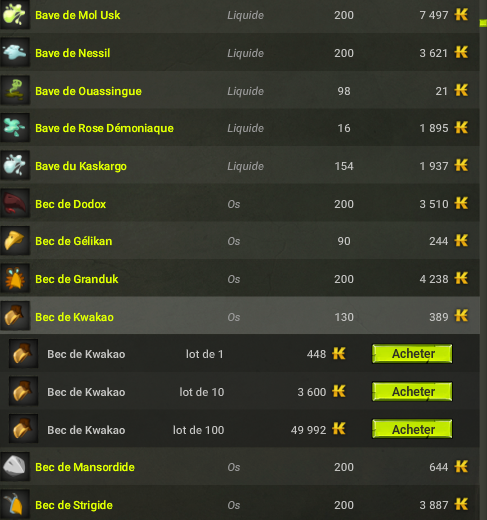 Bave de Mol Usk Liquide 200 7 497
Bave de Nessil Liquide 200 3 621
Bave de Ouassingue Liquide 98 21
Bave de Rose Démoniaque Liquide 16 1 895
Bave du Kaskargo Liquide 154 1 937
Bec de Dodox Os 200 3 510
Bec de Gélikan Os 90 244
Bec de Granduk Os 200 4 238
Bec de Kwakao Os 130 389
Bec de Kwakao lot de 1 448 Acheter
Bec de Kwakao lot de 10 3 600 Acheter
Bec de Kwakao lot de 100 49 992 Acheter
Bec de Mansordide Os 200 644
Bec de Strigide Os 200 3 887